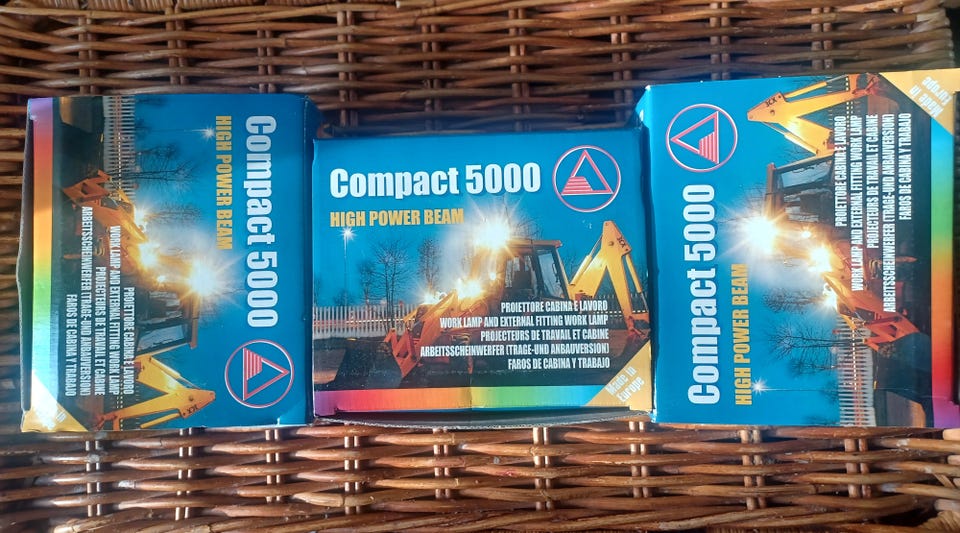 Compact 5000
HIGH POWER BEAM
PROIETTORE CABINA E LAVORO
WORK LAMP AND EXTERNAL FITTING WORK LAMP
PROJECTEURS DE TRAVAIL ET CABINE
ARBEITSSCHEINWERFER (TRAGE-UND ANBAUVERSION)
FAROS DE CABINA Y TRABAJO
Compact 5000
HIGH POWER BEAM
PROIETTORE CABINA E LAVORO
WORK LAMP AND EXTERNAL FITTING WORK LAMP
PROJECTEURS DE TRAVAIL ET CABINE
ARBEITSSCHEINWERFER (TRAGE-UND ANBAUVERSION)
FAROS DE CABINA Y TRABAJO
Made in
Europe
Compact 5000
HIGH POWER BEAM
PROIETTORE CABINA E LAVORO
WORK LAMP AND EXTERNAL FITTING WORK LAMP
PROJECTEURS DE TRAVAIL ET CABINE
ARBEITSSCHEINWERFER (TRAGE-UND ANBAUVERSION)
FAROS DE CABINA Y TRABAJO
Made in
Europe